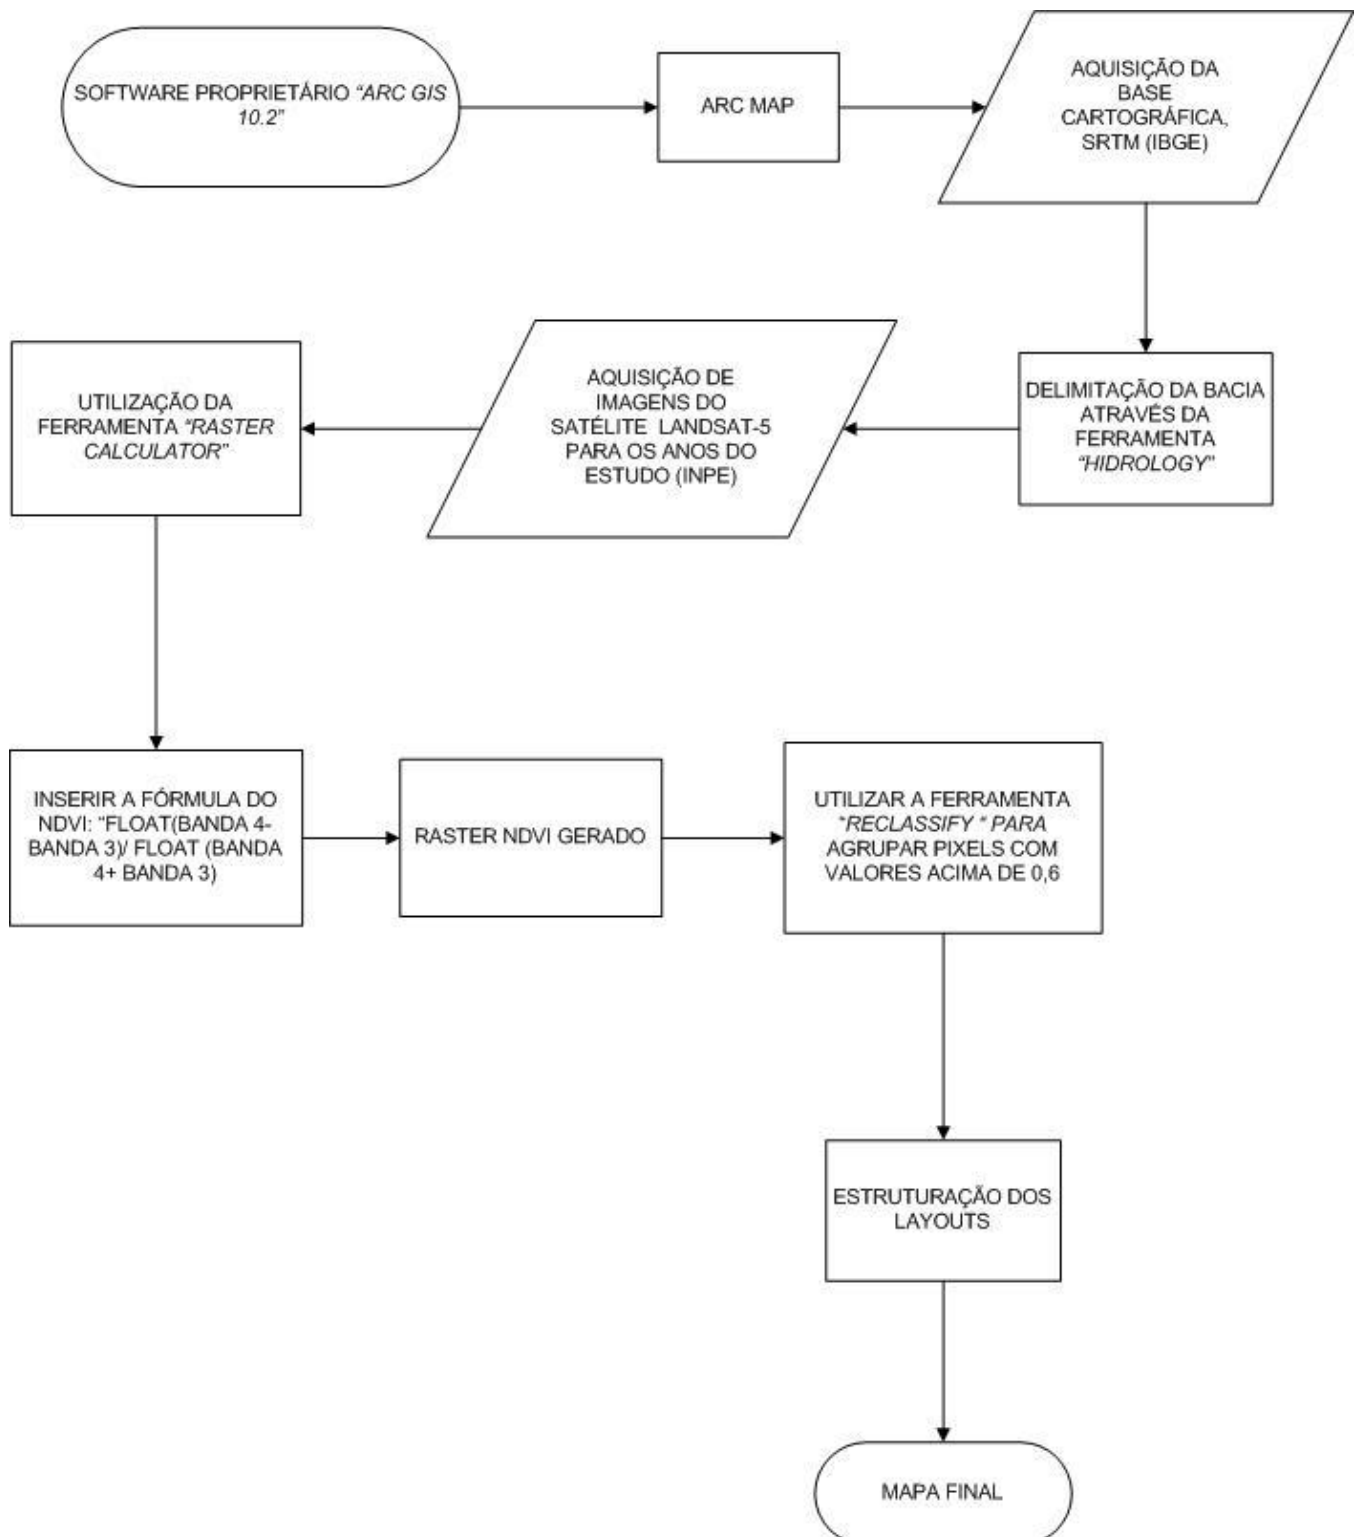 SOFTWARE PROPRIETÁRIO “ARC GIS
10.2”
ARC MAP
AQUISIÇÃO DA
BASE
CARTOGRÁFICA,
SRTM (IBGE)
DELIMITAÇÃO DA BACIA
ATRAVÉS DA
FERRAMENTA
“HIDROLOGY”
AQUISIÇÃO DE
IMAGENS DO
SATÉLITE LANDSAT-5
PARA OS ANOS DO
ESTUDO (INPE)
UTILIZAÇÃO DA
FERRAMENTA “RASTER
CALCULATOR”
INSERIR A FÓRMULA DO
NDVI: “FLOAT(BANDA 4-
BANDA 3)/ FLOAT (BANDA
4+ BANDA 3)
RASTER NDVI GERADO
UTILIZAR A FERRAMENTA
“RECLASSIFY “ PARA
AGRUPAR PIXELS COM
VALORES ACIMA DE 0,6
ESTRUTURAÇÃO DOS
LAYOUTS
MAPA FINAL